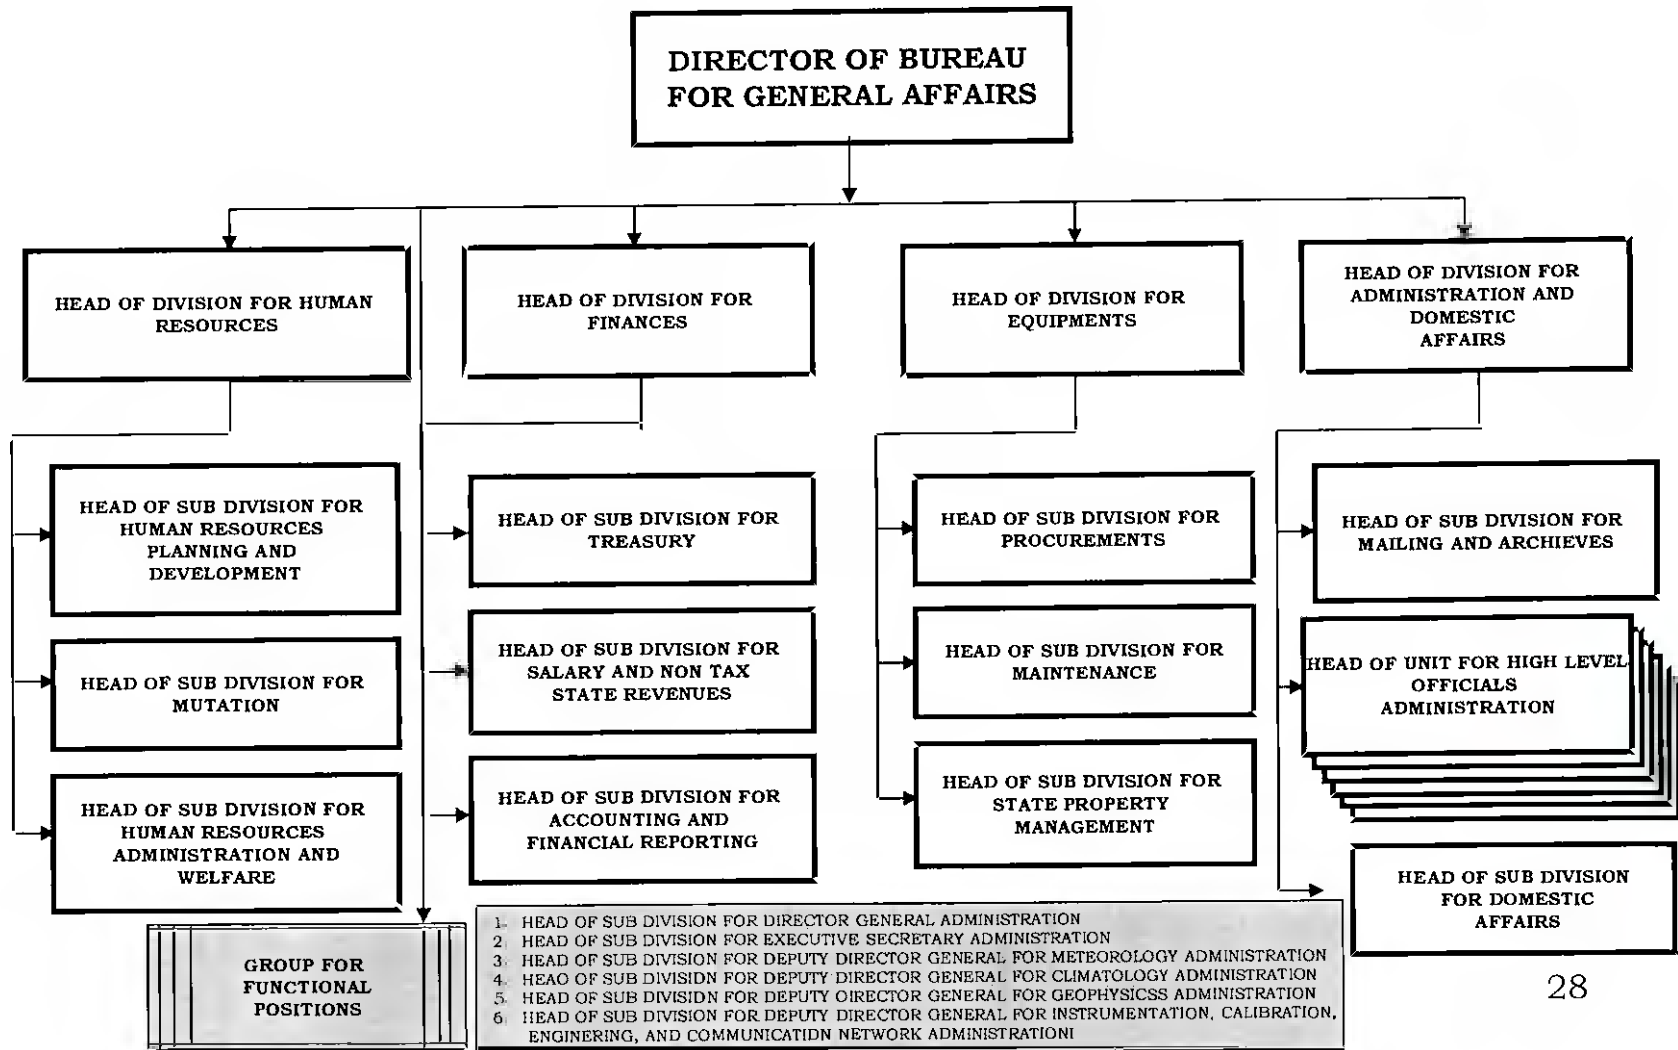 DIRECTOR OF BUREAU
FOR GENERAL AFFAIRS
HEAD OF DIVISION FOR HUMAN
RESOURCES
HEAD OF DIVISION FOR
FINANCES
HEAD OF DIVISION FOR
EQUIPMENTS
HEAD OF DIVISION FOR
ADMINISTRATION AND
DOMESTIC
AFFAIRS
HEAD OF SUB DIVISION FOR
HUMAN RESOURCES
PLANNING AND
DEVELOPMENT
HEAD OF SUB DIVISION FOR
MUTATION
HEAD OF SUB DIVISION FOR
HUMAN RESOURCES
ADMINISTRATION AND
WELFARE
HEAD OF SUB DIVISION FOR
TREASURY
HEAD OF SUB DIVISION FOR
SALARY AND NON TAX
STATE REVENUES
HEAD OF SUB DIVISION FOR
ACCOUNTING AND
FINANCIAL REPORTING
HEAD OF SUB DIVISION FOR
PROCUREMENTS
HEAD OF SUB DIVISION FOR
MAINTENANCE
HEAD OF SUB DIVISION FOR
STATE PROPERTY
MANAGEMENT
HEAD OF SUB DIVISION FOR
MAILING AND ARCHIEVES
HEAD OF UNIT FOR HIGH LEVEL
OFFICIALS
ADMINISTRATION
HEAD OF SUB DIVISION
FOR DOMESTIC
AFFAIRS
GROUP FOR
FUNCTIONAL
POSITIONS
1. HEAD OF SUB DIVISION FOR DIRECTOR GENERAL ADMINISTRATION
2. HEAD OF SUB DIVISION FOR EXECUTIVE SECRETARY ADMINISTRATION
3. HEAD OF SUB DIVISION FOR DEPUTY DIRECTOR GENERAL FOR METEOROLOGY ADMINISTRATION
4. HEAO OF SUB DIVISIDN FOR DEPUTY DIRECTOR GENERAL FOR CLIMATOLOGY ADMINISTRATION
5. HEAD OF SUB DIVISIDN FOR DEPUTY OIRECTOR GENERAL FOR GEOPHYSICSS ADMINISTRATION
6. HEAD OF SUB DIVISION FOR DEPUTY DIRECTOR GENERAL FOR INSTRUMENTATION, CALIBRATION,
ENGINERING, AND COMMUNICATIDN NETWORK ADMINISTRATIONI
28